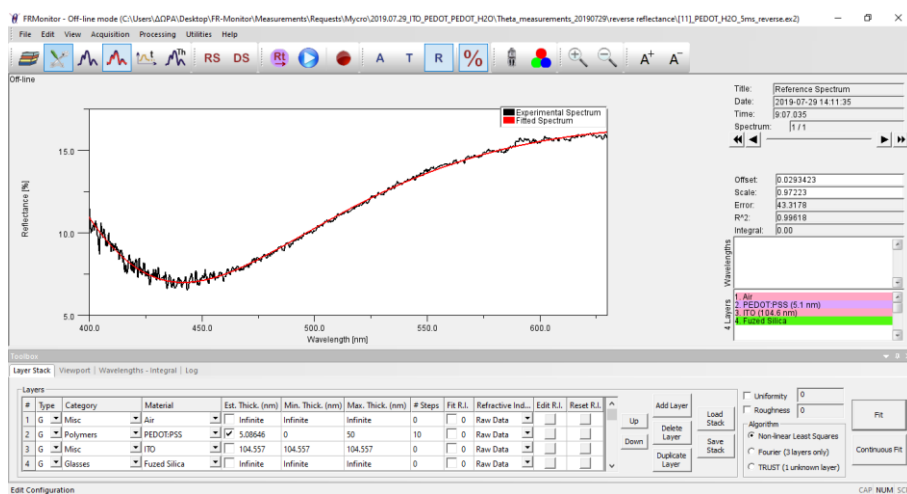 FRMonitor - Off-line mode (C:\Users\ΔΩΡΑ\Desktop\FR-Monitor\Measurements\Requests\Mycro\2019.07.29_ITO_PEDOT_PEDOT_H2O\Theta_measurements_20190729\reverse reflectance\[11]_PEDOT_H2O_5ms_reverse.ex2)
File Edit View Acquisition Processing Utilities Help
t Th RS DS Rt A T R % A+ A-
Off-line
Experimental Spectrum
Fitted Spectrum
Reflectance [%]
15.0
10.0
5.0
400.0 450.0 500.0 550.0 600.0
Wavelength [nm]
Title: Reference Spectrum
Date: 2019-07-29 14:11:35
Time: 9:07.035
Spectrum: 1 / 1
Offset: 0.0293423
Scale: 0.97223
Error: 43.3178
R^2: 0.99618
Integral: 0.00
Wavelengths
4 Layers
1. Air
2. PEDOT:PSS (5.1 nm)
3. ITO (104.6 nm)
4. Fuzed Silica
Toolbox
Layer Stack Viewport Wavelengths - Integral Log
Layers
# Type Category Material Est. Thick. (nm) Min. Thick. (nm) Max. Thick. (nm) # Steps Fit R.I. Refractive Ind... Edit R.I. Reset R.I.
1 G Misc Air Infinite Infinite Infinite 0 0 Raw Data
2 G Polymers PEDOT:PSS 5.08646 0 50 10 0 Raw Data
3 G Misc ITO 104.557 104.557 104.557 0 0 Raw Data
4 G Glasses Fuzed Silica Infinite Infinite Infinite 0 0 Raw Data
Up
Down
Add Layer
Delete Layer
Duplicate Layer
Load Stack
Save Stack
Uniformity 0
Roughness 0
Algorithm
Non-linear Least Squares
Fourier (3 layers only)
TRUST (1 unknown layer)
Fit
Continuous Fit
Edit Configuration
CAP NUM SC